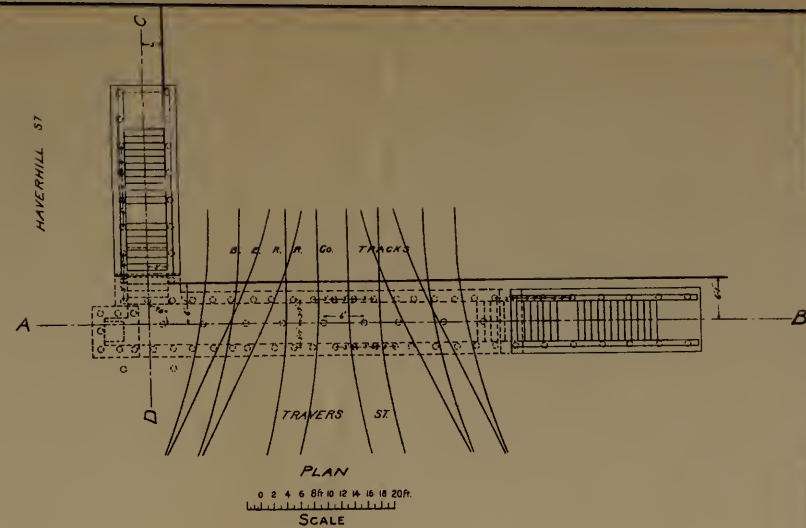 C
HAVERHILL ST
B. E. R. R. Co. TRACKS
6'
A
B
D
TRAVERS ST.
PLAN
0 2 4 6 8ft 10 12 14 16 18 20ft.
SCALE